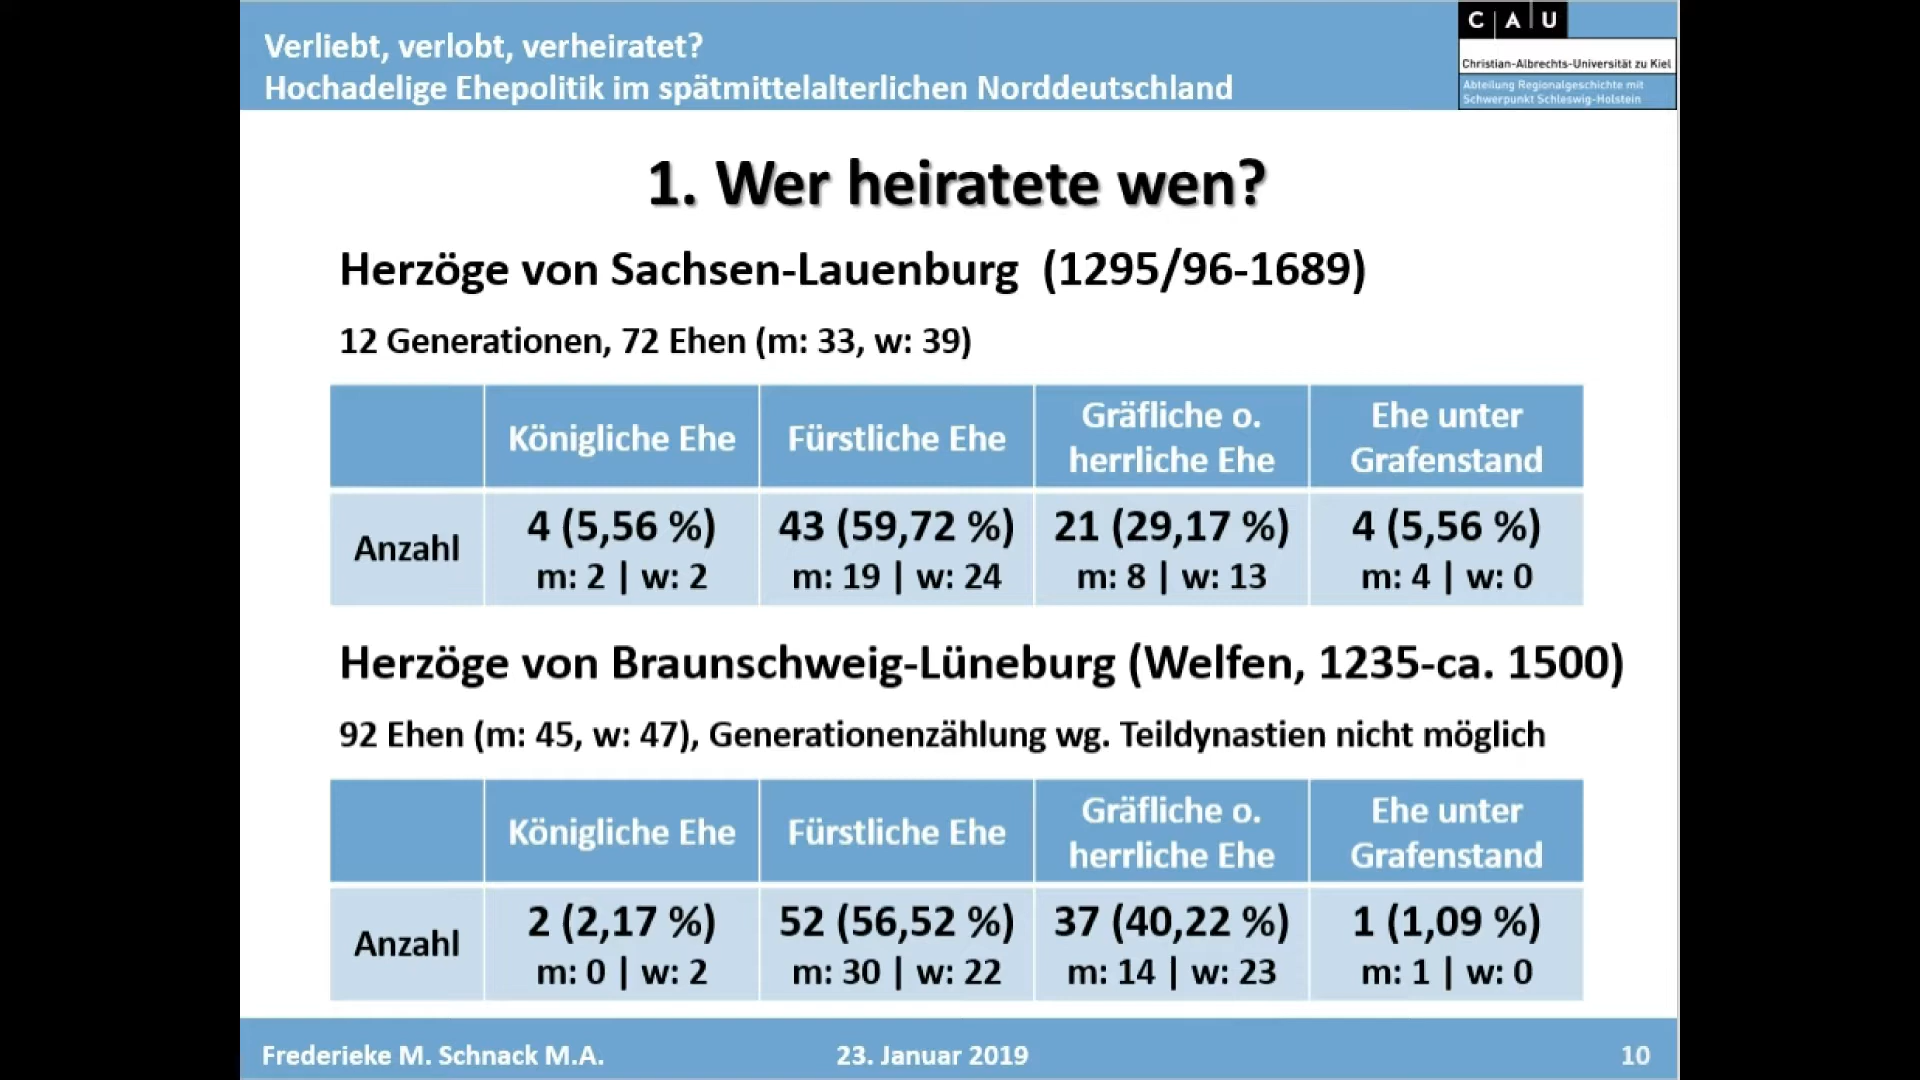 Verliebt, verlobt, verheiratet?
Hochadelige Ehepolitik im spätmittelalterlichen Norddeutschland
C A U
Christian-Albrechts-Universität zu Kiel
Abteilung Regionalgeschichte mit
Schwerpunkt Schleswig-Holstein
1. Wer heiratete wen?
Herzöge von Sachsen-Lauenburg (1295/96-1689)
12 Generationen, 72 Ehen (m: 33, w: 39)
Königliche Ehe
Fürstliche Ehe
Gräfliche o.
herrliche Ehe
Ehe unter
Grafenstand
Anzahl
4 (5,56 %)
m: 2 | w: 2
43 (59,72 %)
m: 19 | w: 24
21 (29,17 %)
m: 8 | w: 13
4 (5,56 %)
m: 4 | w: 0
Herzöge von Braunschweig-Lüneburg (Welfen, 1235-ca. 1500)
92 Ehen (m: 45, w: 47), Generationenzählung wg. Teildynastien nicht möglich
Königliche Ehe
Fürstliche Ehe
Gräfliche o.
herrliche Ehe
Ehe unter
Grafenstand
Anzahl
2 (2,17 %)
m: 0 | w: 2
52 (56,52 %)
m: 30 | w: 22
37 (40,22 %)
m: 14 | w: 23
1 (1,09 %)
m: 1 | w: 0
Frederieke M. Schnack M.A.
23. Januar 2019
10